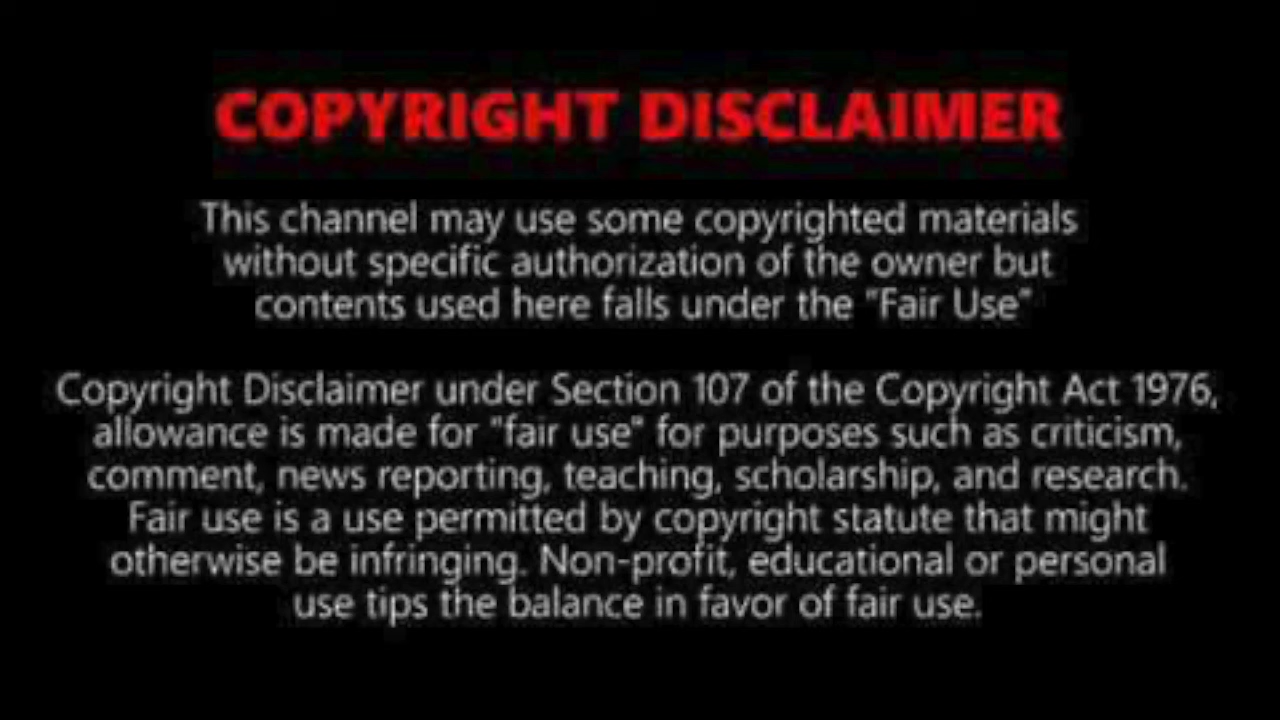 COPYRIGHT DISCLAIMER
This channel may use some copyrighted materials
without specific authorization of the owner but
contents used here falls under the "Fair Use"
Copyright Disclaimer under Section 107 of the Copyright Act 1976,
allowance is made for "fair use" for purposes such as criticism,
comment, news reporting, teaching, scholarship, and research.
Fair use is a use permitted by copyright statute that might
otherwise be infringing. Non-profit, educational or personal
use tips the balance in favor of fair use.